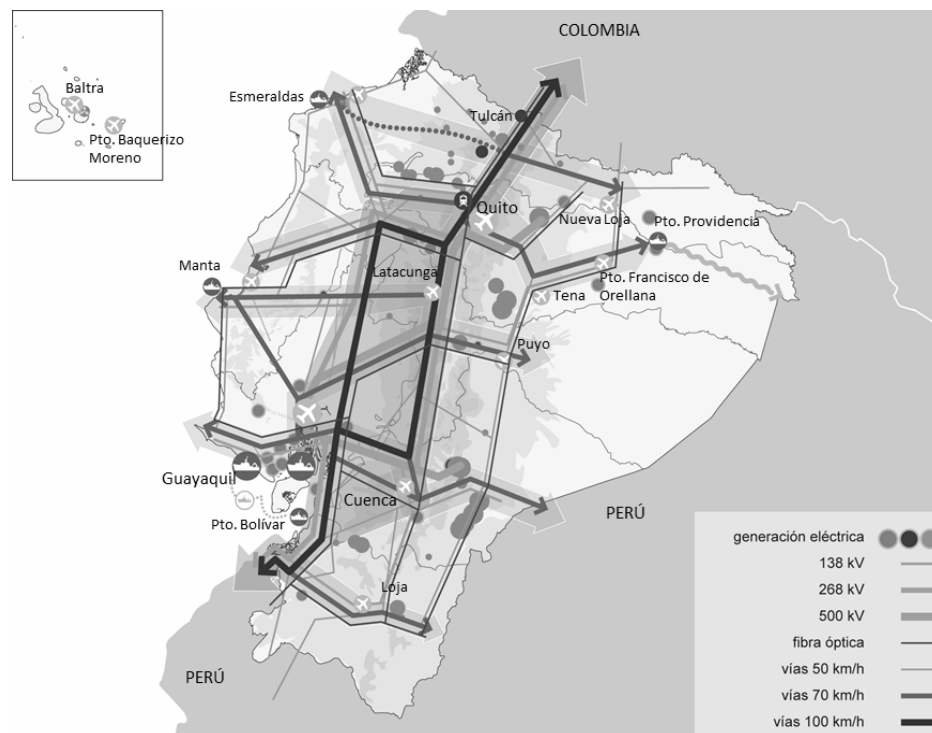 COLOMBIA
Baltra
Esmeraldas
Tulcán
Pto. Baquerizo
Moreno
Quito
Nueva Loja
Pto. Providencia
Manta
Latacunga
Pto. Francisco de
Orellana
Tena
Puyo
Guayaquil
Cuenca
Pto. Bolívar
PERÚ
Loja
PERÚ
generación eléctrica
138 kV
268 kV
500 kV
fibra óptica
vías 50 km/h
vías 70 km/h
vías 100 km/h